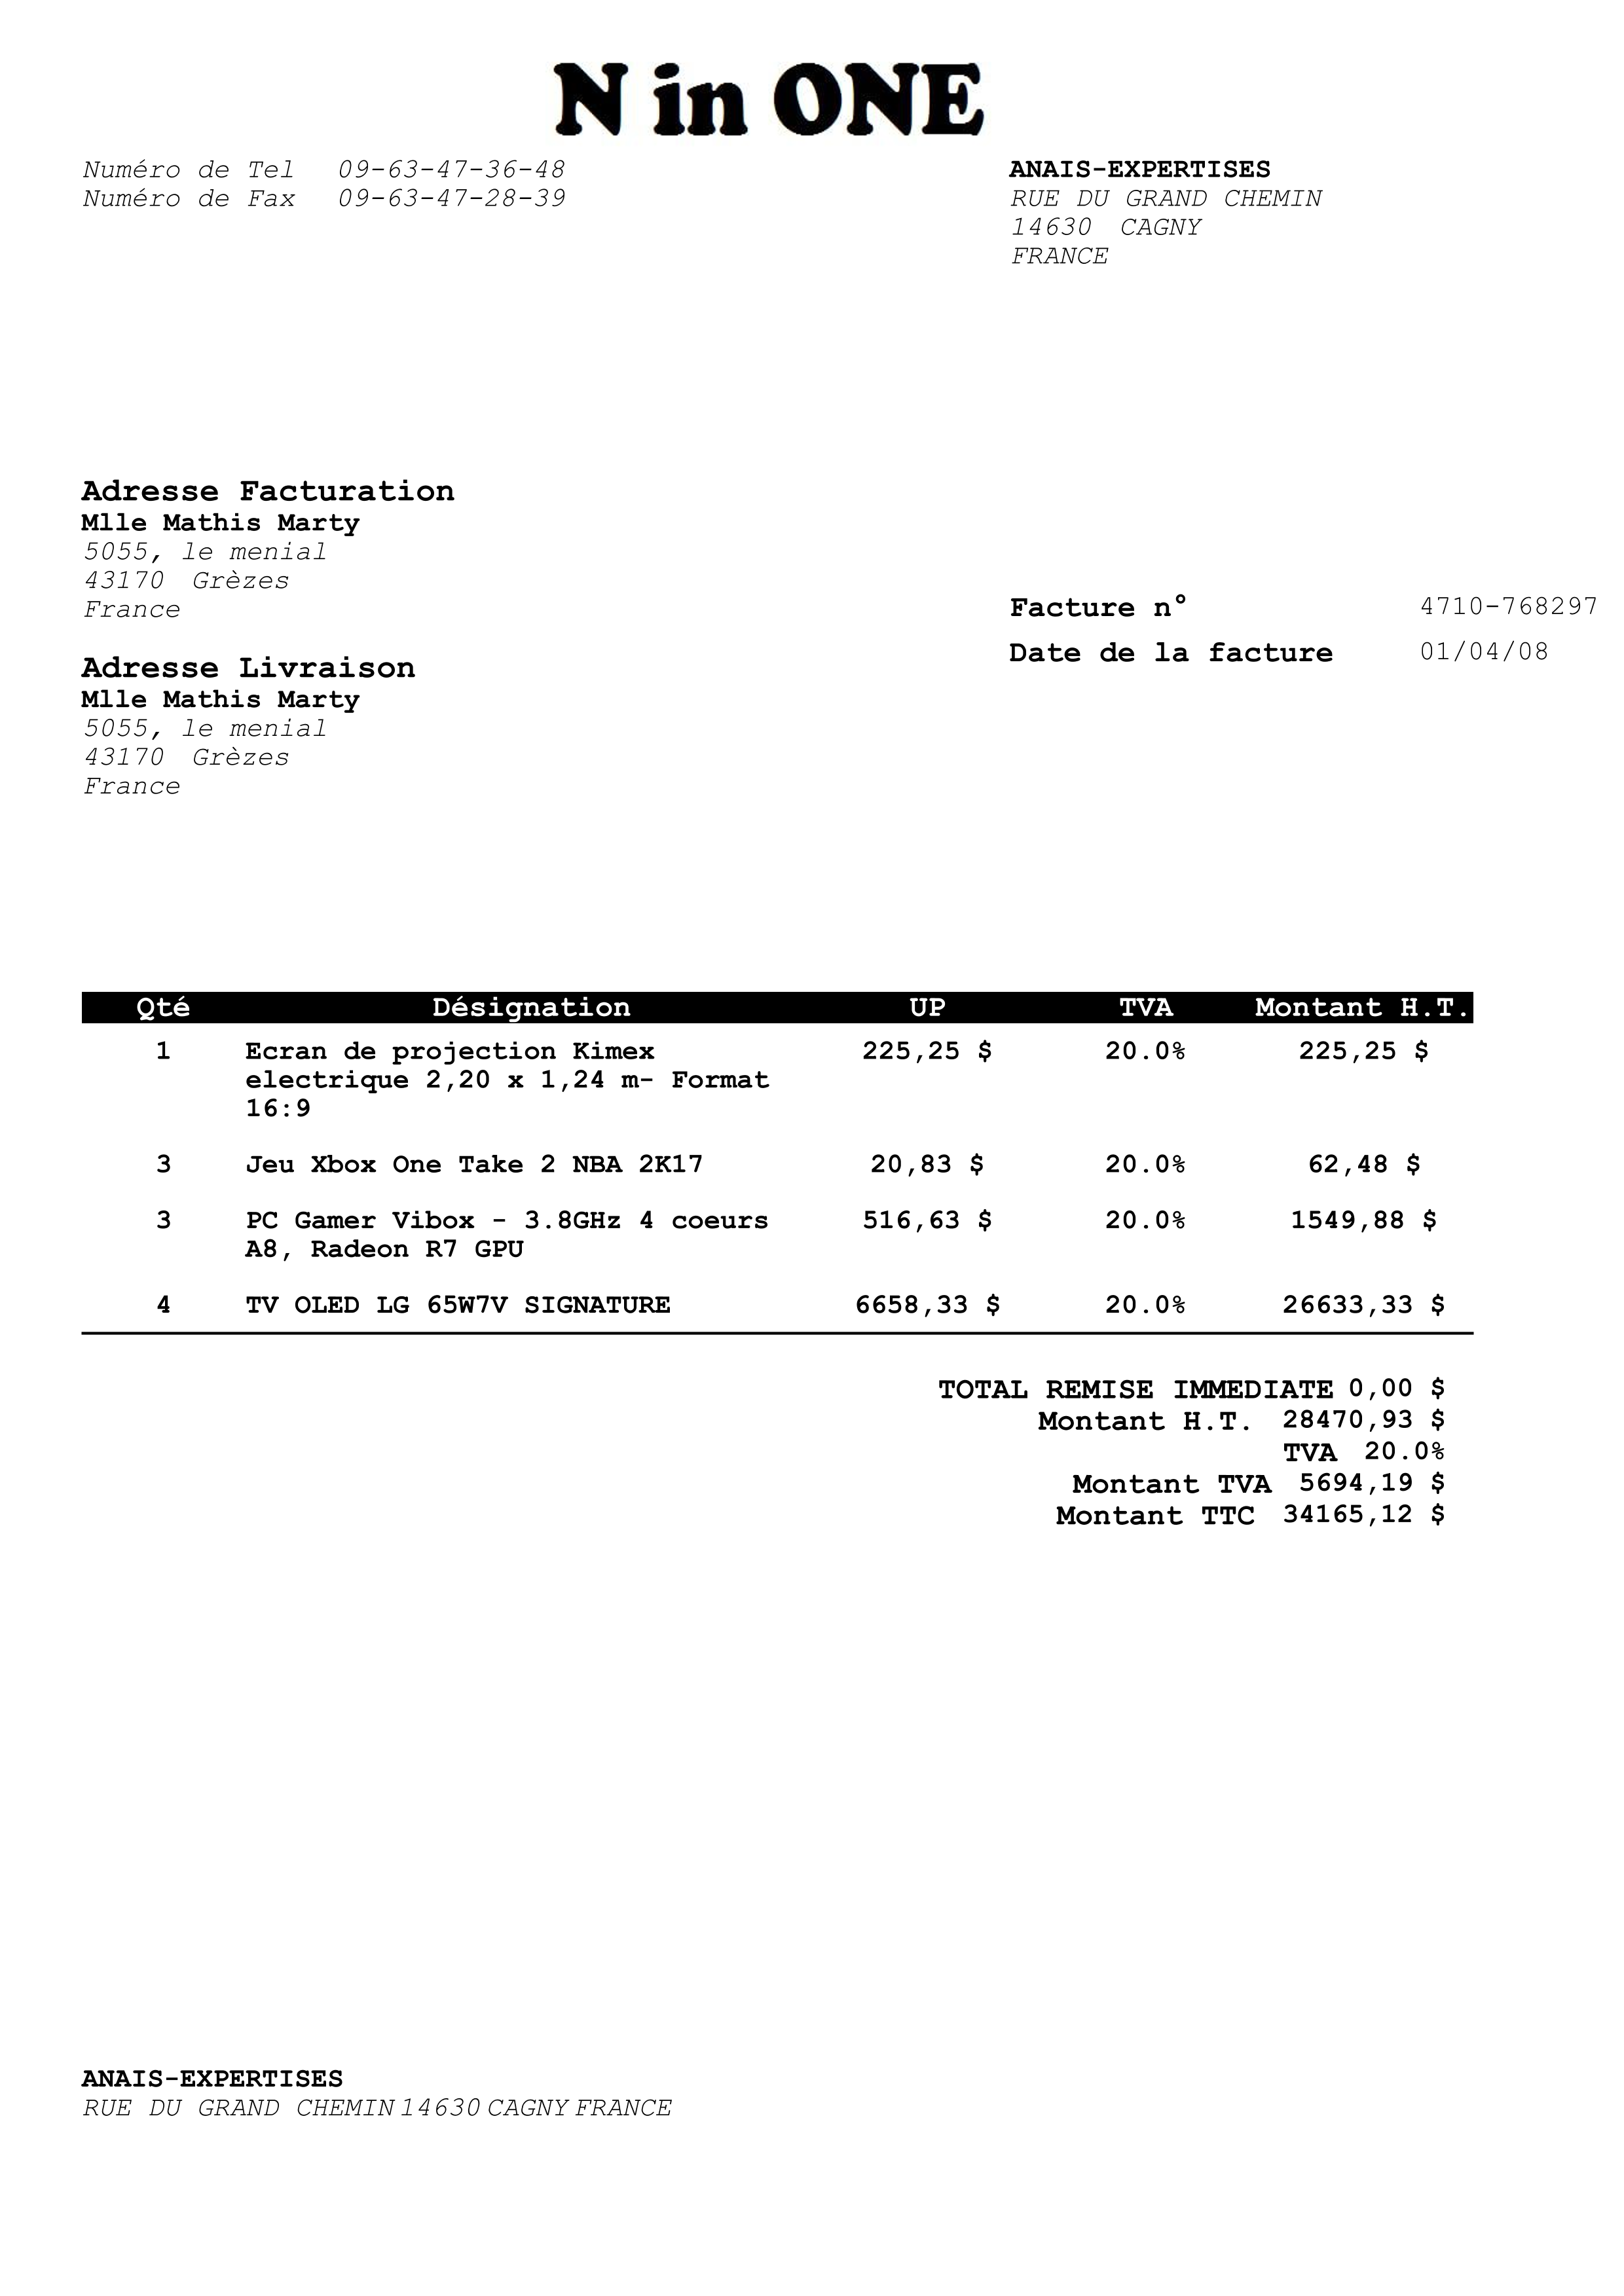 N in ONE
Numéro de Tel 09-63-47-36-48
Numéro de Fax 09-63-47-28-39
ANAIS-EXPERTISES
RUE DU GRAND CHEMIN
14630 CAGNY
FRANCE
Adresse Facturation
Mlle Mathis Marty
5055, le menial
43170 Grèzes
France
Facture n° 4710-768297
Date de la facture 01/04/08
Adresse Livraison
Mlle Mathis Marty
5055, le menial
43170 Grèzes
France
Qté Désignation UP TVA Montant H.T.
1 Ecran de projection Kimex 225,25 $ 20.0% 225,25 $
electrique 2,20 x 1,24 m- Format
16:9
3 Jeu Xbox One Take 2 NBA 2K17 20,83 $ 20.0% 62,48 $
3 PC Gamer Vibox - 3.8GHz 4 coeurs 516,63 $ 20.0% 1549,88 $
A8, Radeon R7 GPU
4 TV OLED LG 65W7V SIGNATURE 6658,33 $ 20.0% 26633,33 $
TOTAL REMISE IMMEDIATE 0,00 $
Montant H.T. 28470,93 $
TVA 20.0%
Montant TVA 5694,19 $
Montant TTC 34165,12 $
ANAIS-EXPERTISES
RUE DU GRAND CHEMIN 14630 CAGNY FRANCE